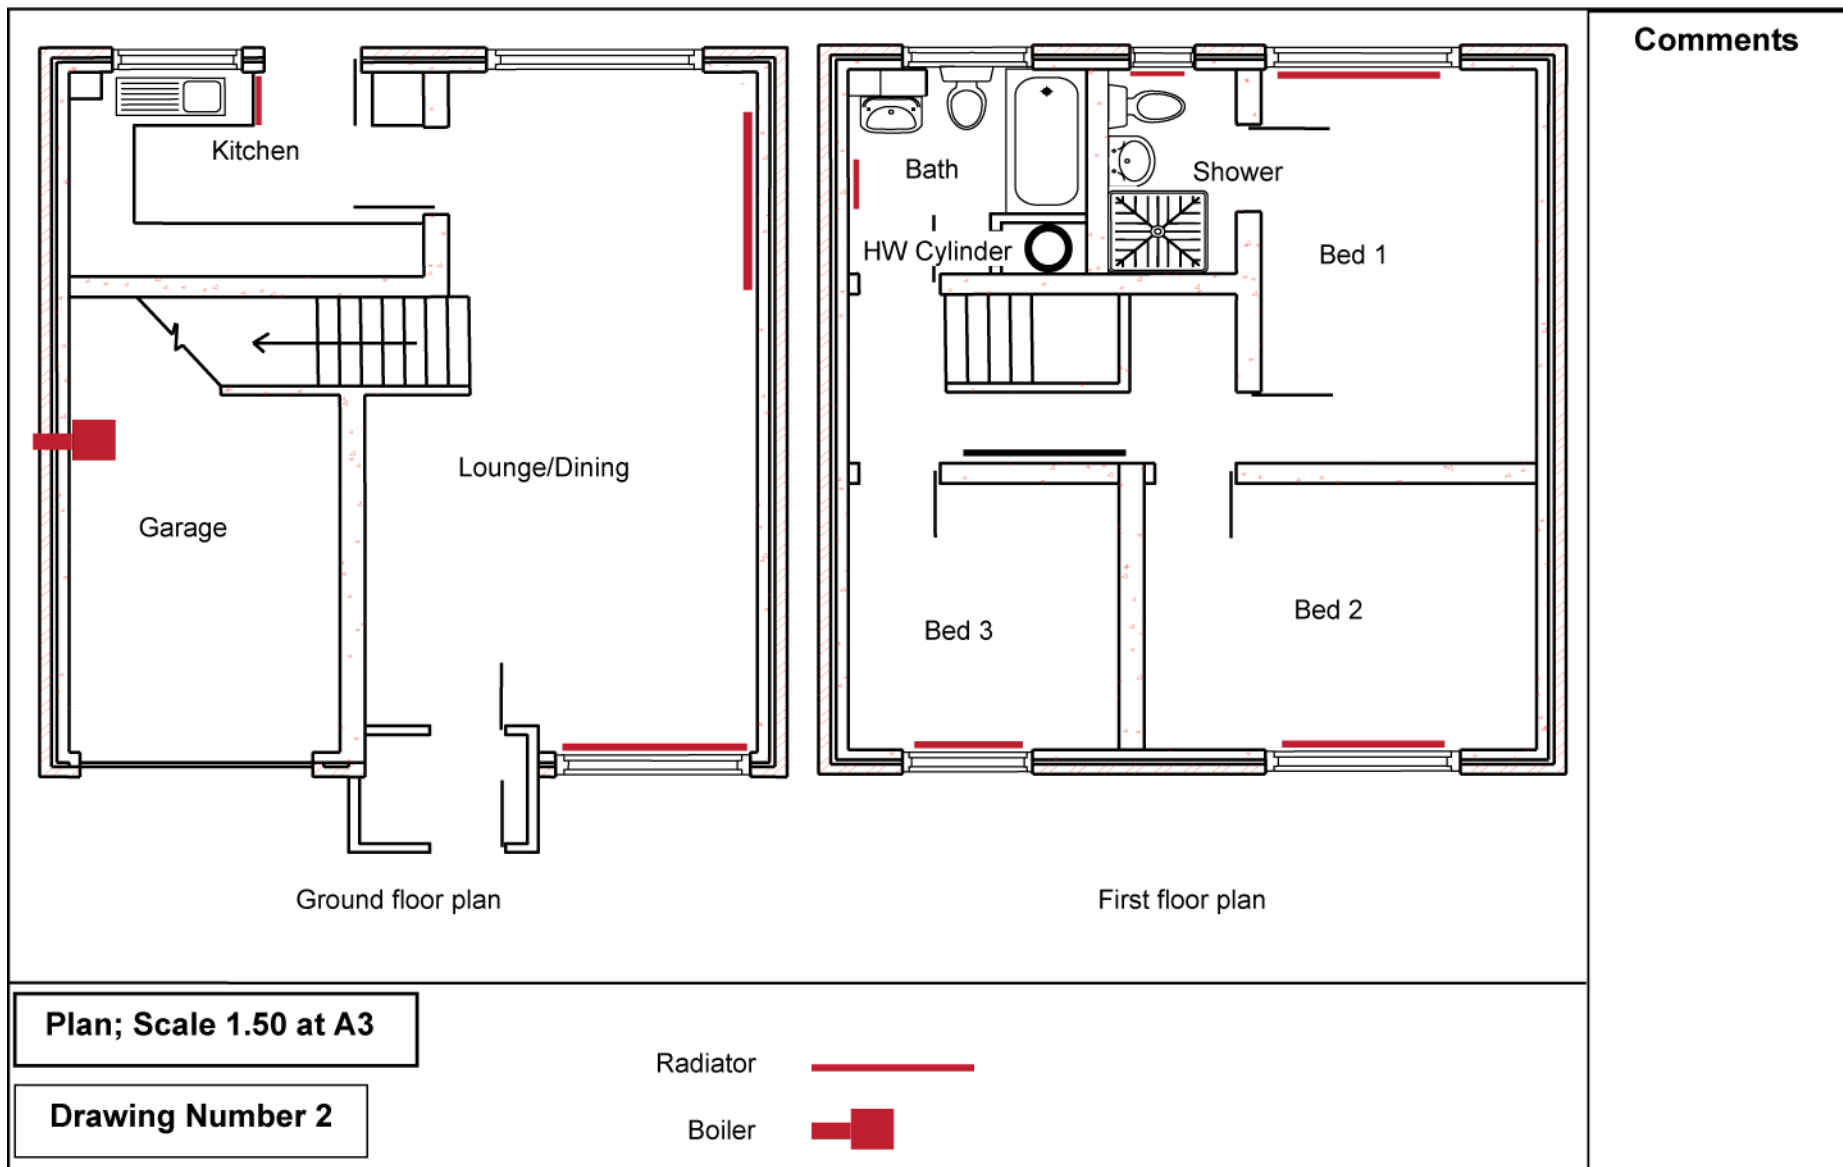 Comments
Kitchen
Bath
Shower
HW Cylinder
Bed 1
Lounge/Dining
Garage
Bed 3
Bed 2
Ground floor plan
First floor plan
Plan; Scale 1.50 at A3
Radiator
Drawing Number 2
Boiler